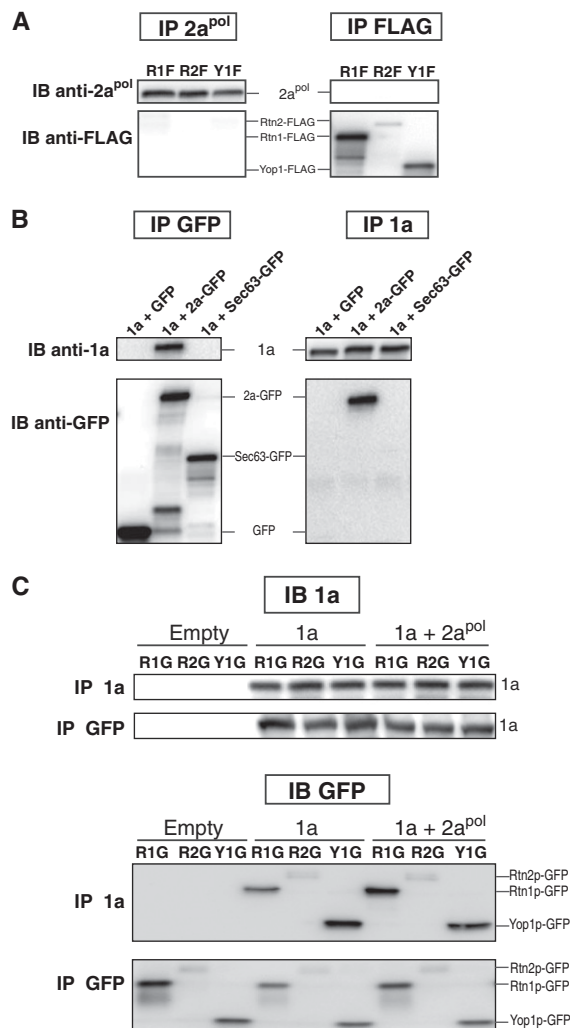 A
IP 2a^pol IP FLAG
R1F R2F Y1F R1F R2F Y1F
IB anti-2a^pol 2a^pol
IB anti-FLAG Rtn2-FLAG
Rtn1-FLAG
Yop1-FLAG
B
IP GFP IP 1a
1a + GFP 1a + 2a-GFP 1a + Sec63-GFP 1a + GFP 1a + 2a-GFP 1a + Sec63-GFP
IB anti-1a 1a
IB anti-GFP 2a-GFP
Sec63-GFP
GFP
C
IB 1a
Empty 1a 1a + 2a^pol
R1G R2G Y1G R1G R2G Y1G R1G R2G Y1G
IP 1a 1a
IP GFP 1a
IB GFP
Empty 1a 1a + 2a^pol
R1G R2G Y1G R1G R2G Y1G R1G R2G Y1G
IP 1a Rtn2p-GFP
Rtn1p-GFP
Yop1p-GFP
IP GFP Rtn2p-GFP
Rtn1p-GFP
Yop1p-GFP